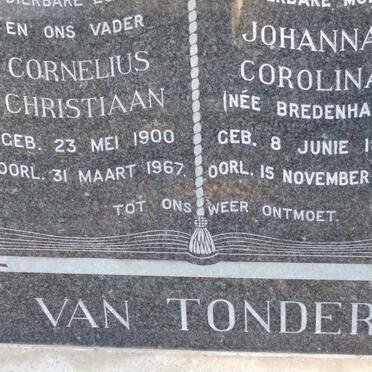 EN ONS VADER
CORNELIUS
CHRISTIAAN
GEB. 23 MEI 1900
OORL. 31 MAART 1967.
JOHANNA
COROLINA
(NÉE BREDENHA
GEB. 8 JUNIE 1
OORL. 15 NOVEMBER
TOT ONS WEER ONTMOET.
VAN TONDER